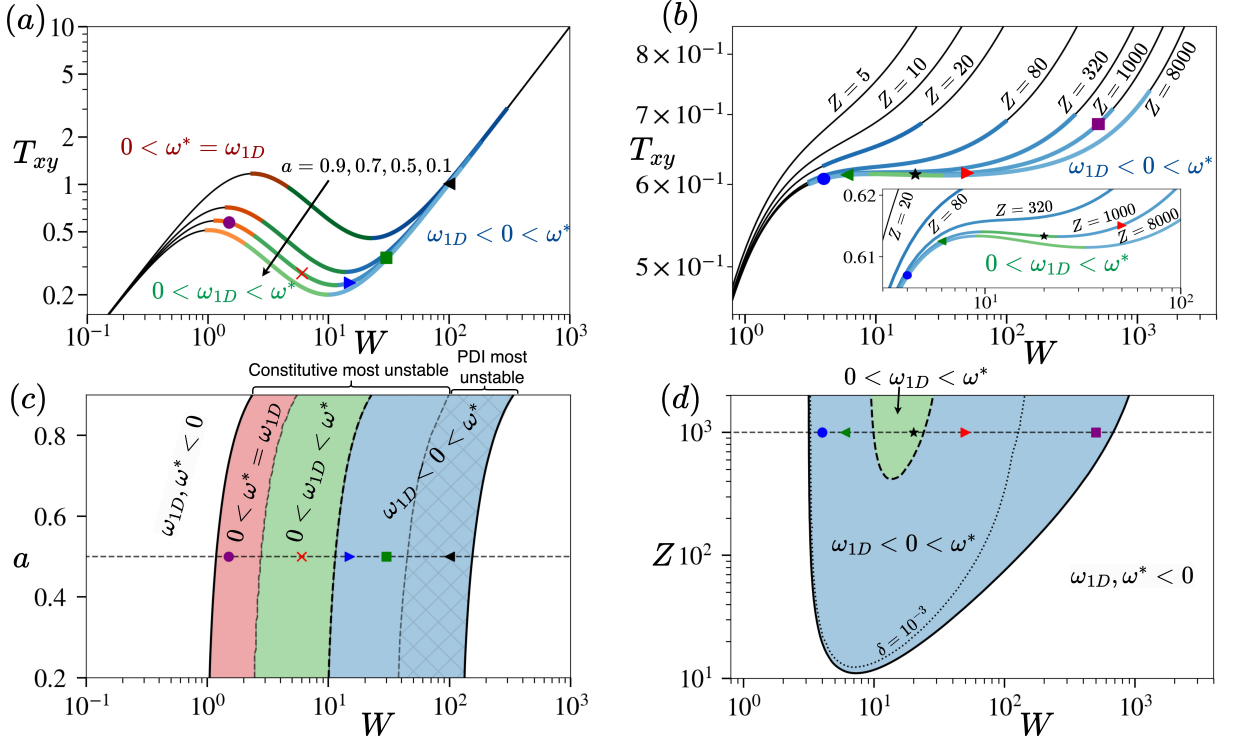 (a)
10
5
2
1
0.5
0.2
T_xy
0 < ω* = ω_1D
a = 0.9, 0.7, 0.5, 0.1
ω_1D < 0 < ω*
0 < ω_1D < ω*
10^−1
10^0
10^1
10^2
10^3
W
(b)
8 × 10^−1
7 × 10^−1
6 × 10^−1
5 × 10^−1
T_xy
Z = 5
Z = 10
Z = 20
Z = 80
Z = 320
Z = 1000
Z = 8000
ω_1D < 0 < ω*
0.62
0.61
Z = 20
Z = 80
Z = 320
Z = 1000
Z = 8000
0 < ω_1D < ω*
10^1
10^2
10^0
10^1
10^2
10^3
W
(c)
Constitutive most unstable
PDI most
unstable
0.8
0.6
0.4
0.2
a
ω_1D, ω* < 0
0 < ω* = ω_1D
0 < ω_1D < ω*
ω_1D < 0 < ω*
10^−1
10^0
10^1
10^2
10^3
W
(d)
0 < ω_1D < ω*
10^3
10^2
10^1
Z
ω_1D < 0 < ω*
ω_1D, ω* < 0
δ = 10^−3
10^0
10^1
10^2
10^3
W